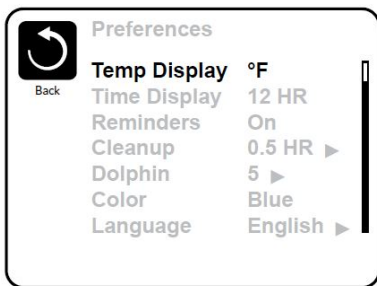 Preferences
Back
Temp Display °F
Time Display 12 HR
Reminders On
Cleanup 0.5 HR ▶
Dolphin 5 ▶
Color Blue
Language English ▶